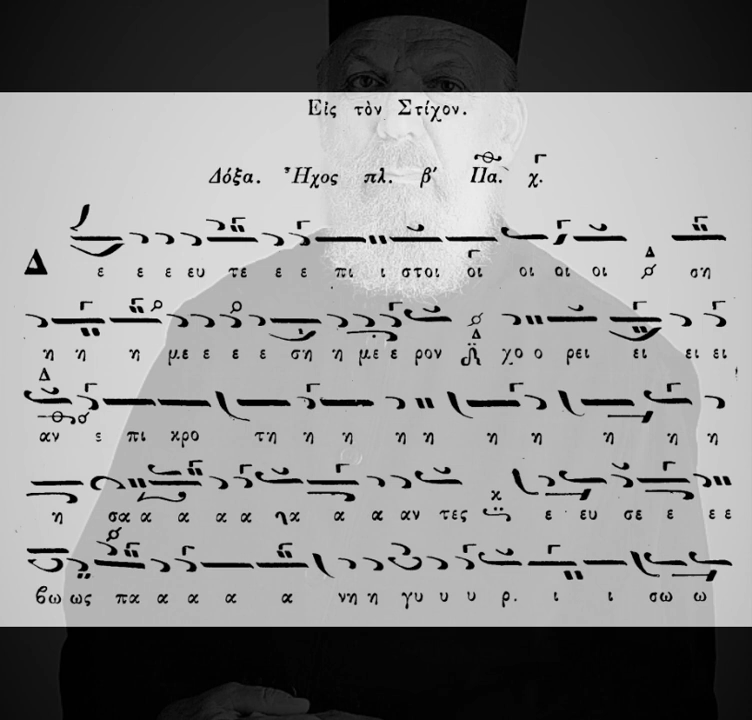 Εἰς τὸν Στίχον.
Δόξα. Ἦχος πλ. β′ Πα. χ.
Δ ε ε ε ευ τε ε ε πι ι στοι οι οι οι οι Δ ση
η η η με ε ε ε ση η με ε ρον Δ χο ο ρει ει ει ει
Δ αν ε πι κρο τη η η η η η η η η η
η σα α α α α ηα α α αν τες κ ε ευ σε ε ε ε
βω ως πα α α α α νη η γυ υ υ ρ. ι ι σω ω